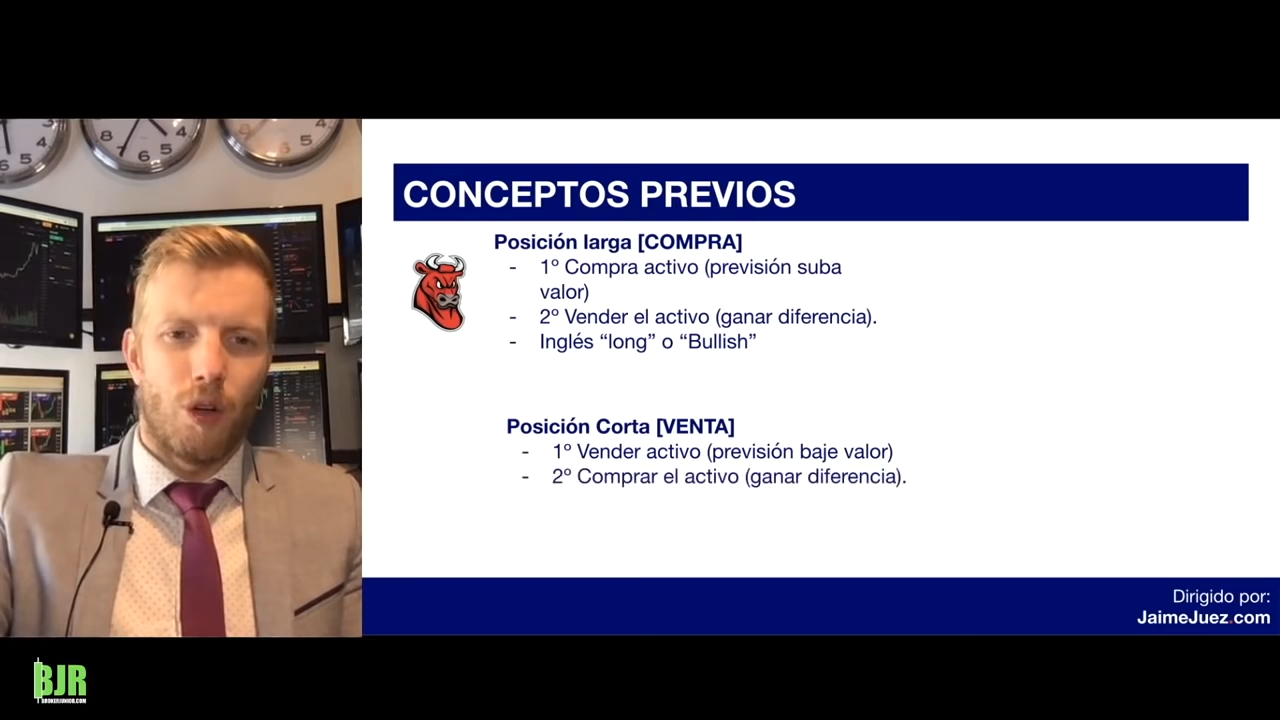 CONCEPTOS PREVIOS
Posición larga [COMPRA]
- 1º Compra activo (previsión suba
valor)
- 2º Vender el activo (ganar diferencia).
- Inglés “long” o “Bullish”
Posición Corta [VENTA]
- 1º Vender activo (previsión baje valor)
- 2º Comprar el activo (ganar diferencia).
Dirigido por:
JaimeJuez.com
BJR
BROKERJUNIOR.COM